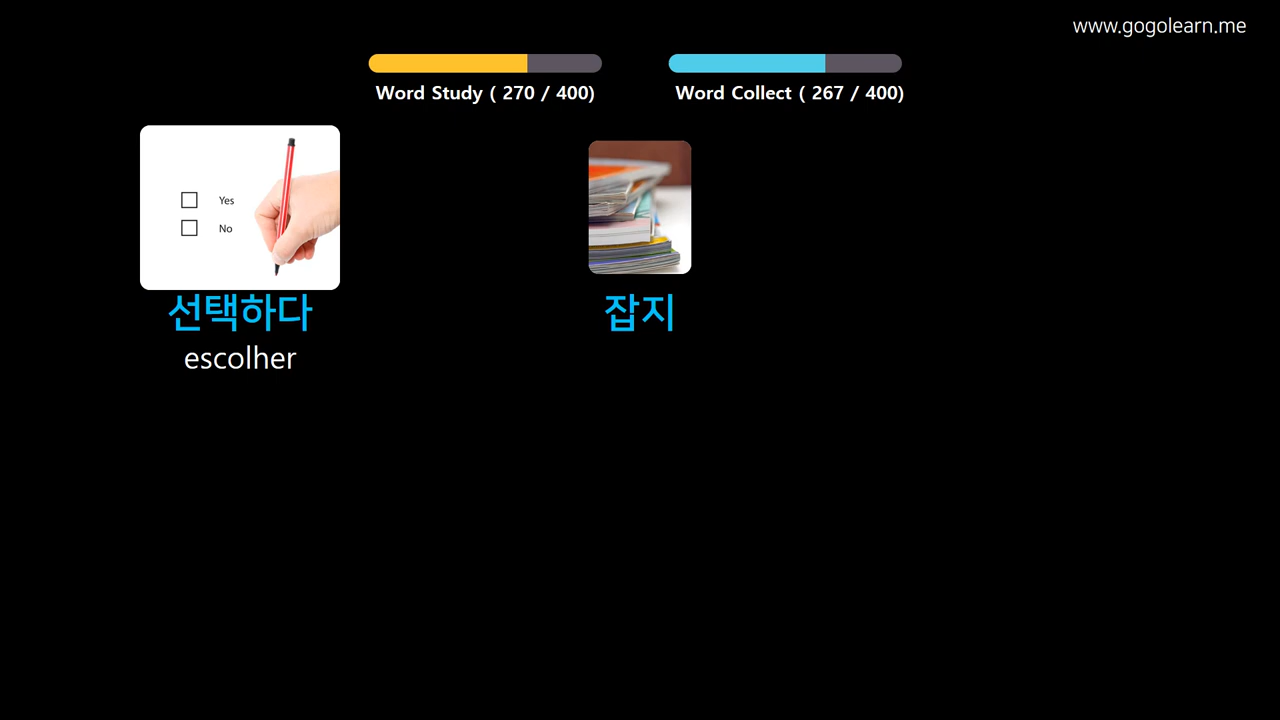 www.gogolearn.me
Word Study ( 270 / 400)
Word Collect ( 267 / 400)
Yes
No
선택하다
escolher
잡지